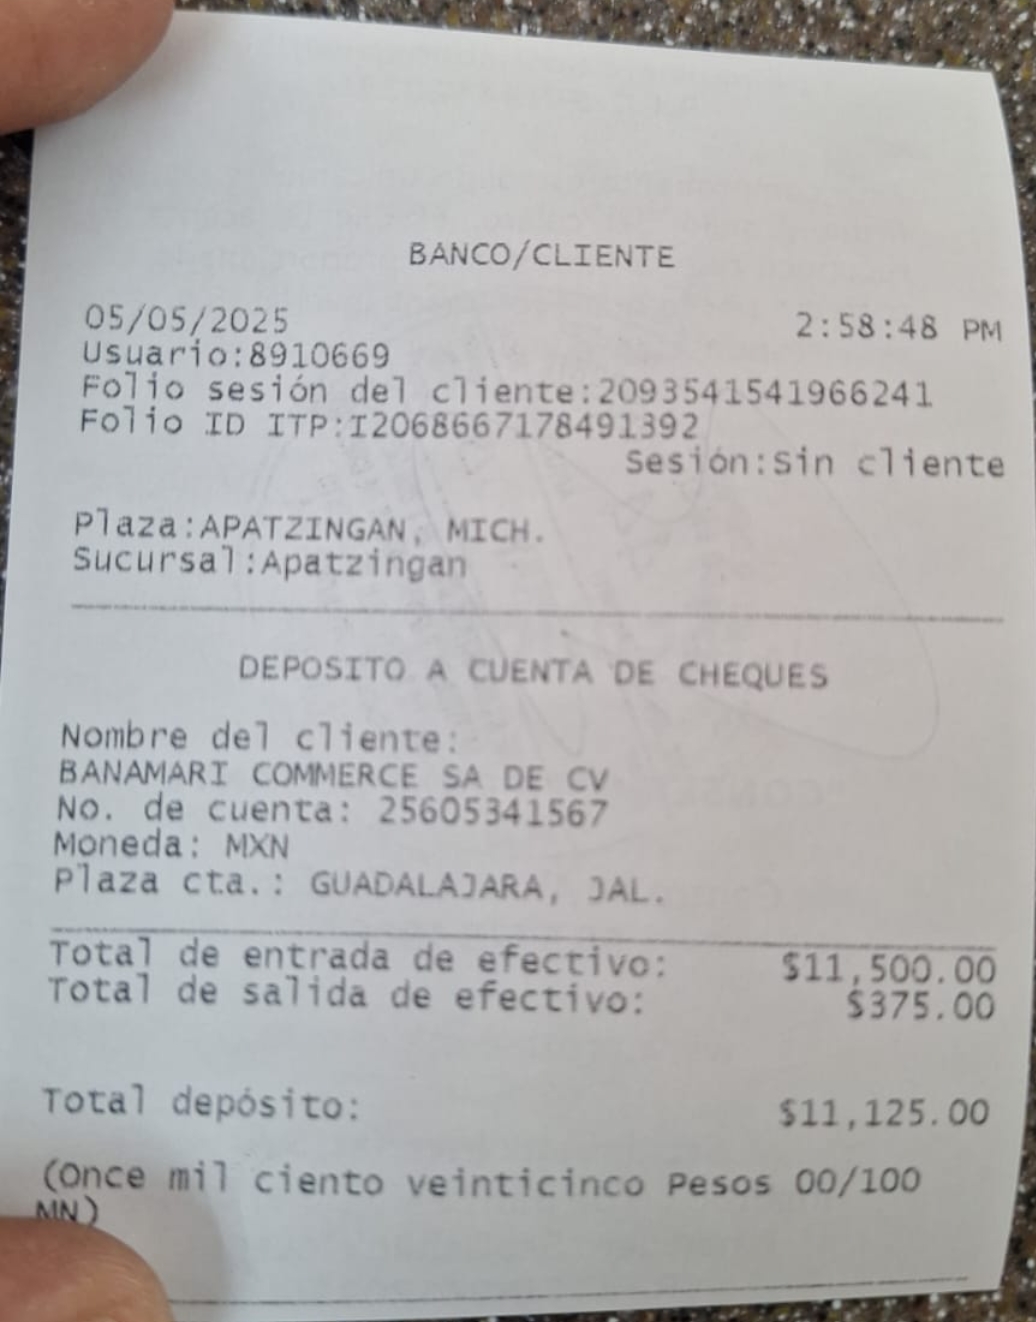 BANCO/CLIENTE
05/05/2025 2:58:48 PM
Usuario:8910669
Folio sesión del cliente:2093541541966241
Folio ID ITP:I2068667178491392
Sesión:Sin cliente
Plaza:APATZINGAN, MICH.
Sucursal:Apatzingan
DEPOSITO A CUENTA DE CHEQUES
Nombre del cliente:
BANAMARI COMMERCE SA DE CV
No. de cuenta: 25605341567
Moneda: MXN
Plaza cta.: GUADALAJARA, JAL.
Total de entrada de efectivo: $11,500.00
Total de salida de efectivo: $375.00
Total depósito: $11,125.00
(Once mil ciento veinticinco Pesos 00/100
MN)